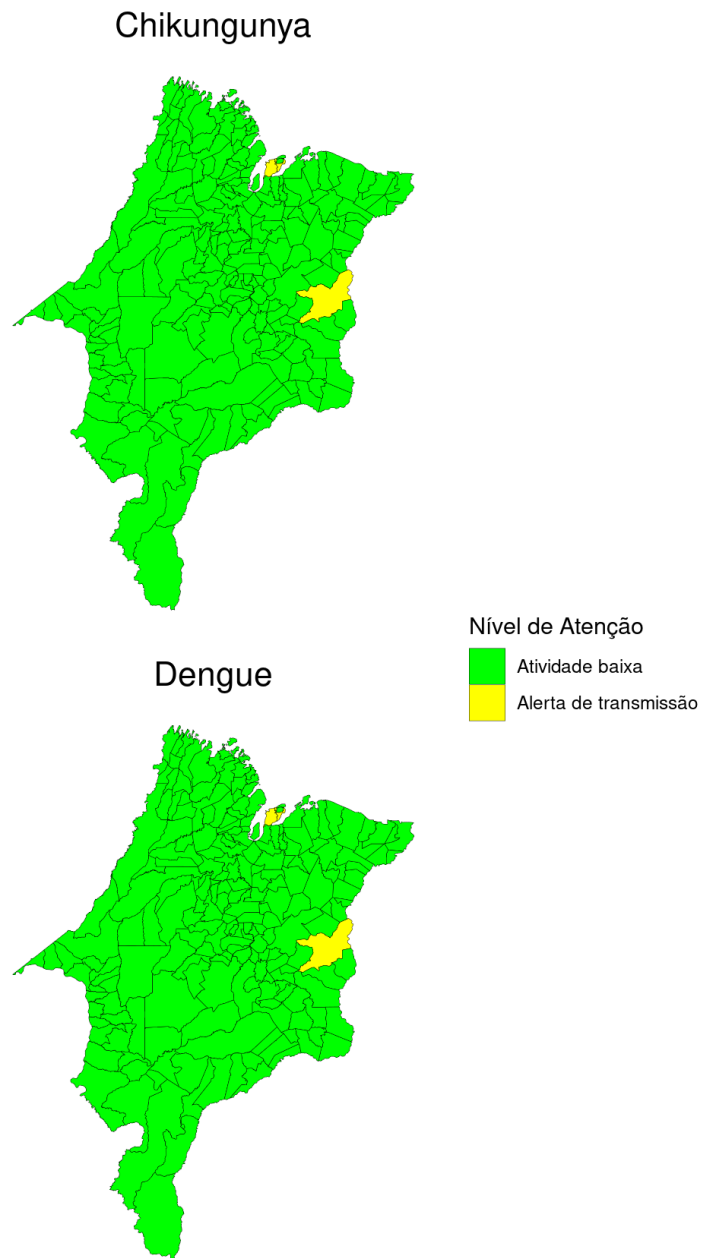 Chikungunya
Nível de Atenção
Atividade baixa
Alerta de transmissão
Dengue